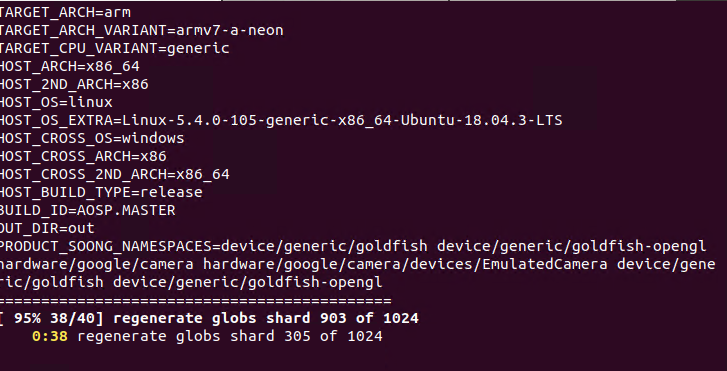 TARGET_ARCH=arm
TARGET_ARCH_VARIANT=armv7-a-neon
TARGET_CPU_VARIANT=generic
HOST_ARCH=x86_64
HOST_2ND_ARCH=x86
HOST_OS=linux
HOST_OS_EXTRA=Linux-5.4.0-105-generic-x86_64-Ubuntu-18.04.3-LTS
HOST_CROSS_OS=windows
HOST_CROSS_ARCH=x86
HOST_CROSS_2ND_ARCH=x86_64
HOST_BUILD_TYPE=release
BUILD_ID=AOSP.MASTER
OUT_DIR=out
PRODUCT_SOONG_NAMESPACES=device/generic/goldfish device/generic/goldfish-opengl
hardware/google/camera hardware/google/camera/devices/EmulatedCamera device/gene
ric/goldfish device/generic/goldfish-opengl
============================================
[ 95% 38/40] regenerate globs shard 903 of 1024
0:38 regenerate globs shard 305 of 1024